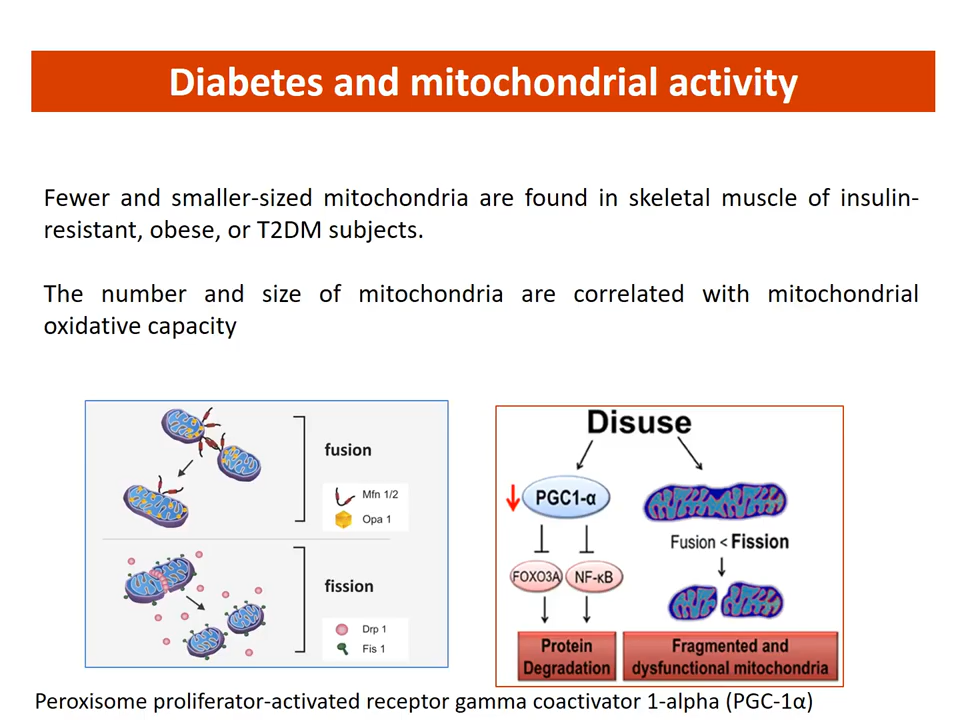 Diabetes and mitochondrial activity
Fewer and smaller-sized mitochondria are found in skeletal muscle of insulin-
resistant, obese, or T2DM subjects.
The number and size of mitochondria are correlated with mitochondrial
oxidative capacity
fusion
Mfn 1/2
Opa 1
fission
Drp 1
Fis 1
Disuse
PGC1-α
Fusion < Fission
FOXO3A
NF-κB
Protein
Degradation
Fragmented and
dysfunctional mitochondria
Peroxisome proliferator-activated receptor gamma coactivator 1-alpha (PGC-1α)